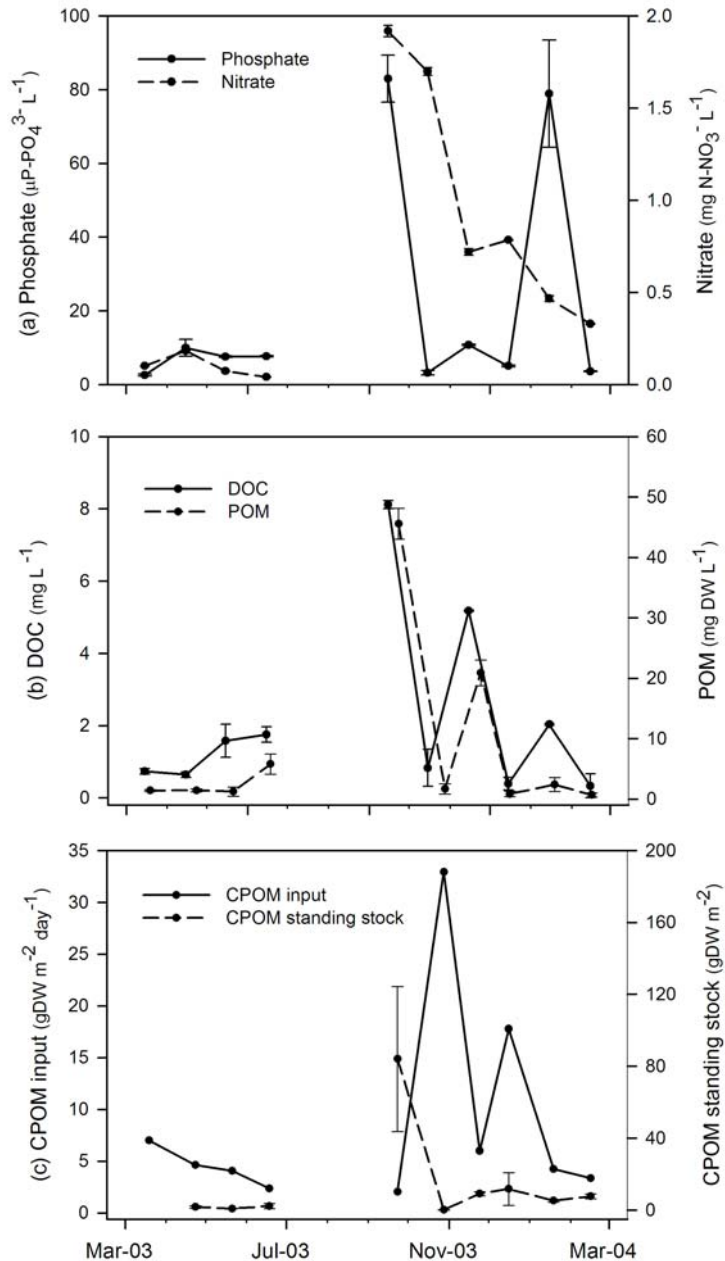 100
80
60
40
20
0
(a) Phosphate (µP-PO₄³⁻ L⁻¹)
Phosphate
Nitrate
2.0
1.5
1.0
0.5
0.0
Nitrate (mg N-NO₃⁻ L⁻¹)
10
8
6
4
2
0
(b) DOC (mg L⁻¹)
DOC
POM
60
50
40
30
20
10
0
POM (mg DW L⁻¹)
35
30
25
20
15
10
5
0
(c) CPOM input (gDW m⁻² day⁻¹)
CPOM input
CPOM standing stock
200
160
120
80
40
0
CPOM standing stock (gDW m⁻²)
Mar-03 Jul-03 Nov-03 Mar-04